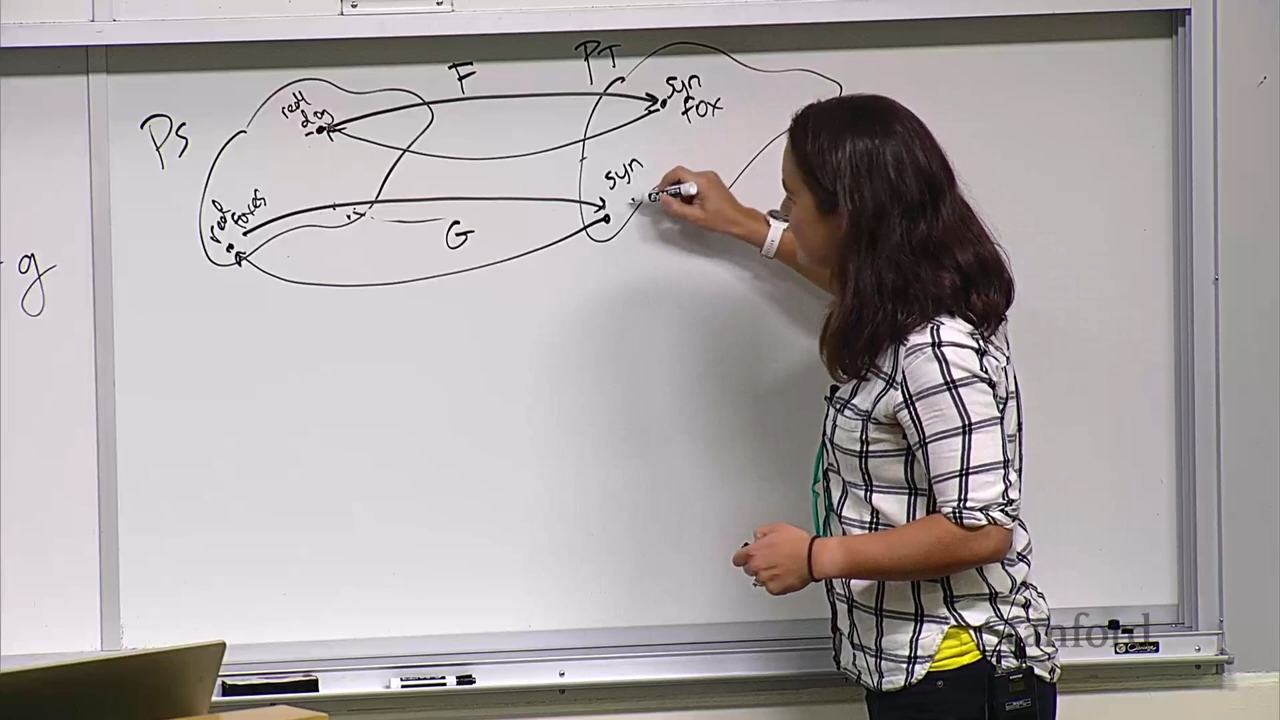 F
PT
syn
fox
real
dog
Ps
syn
real
foxes
G
g
Stanford